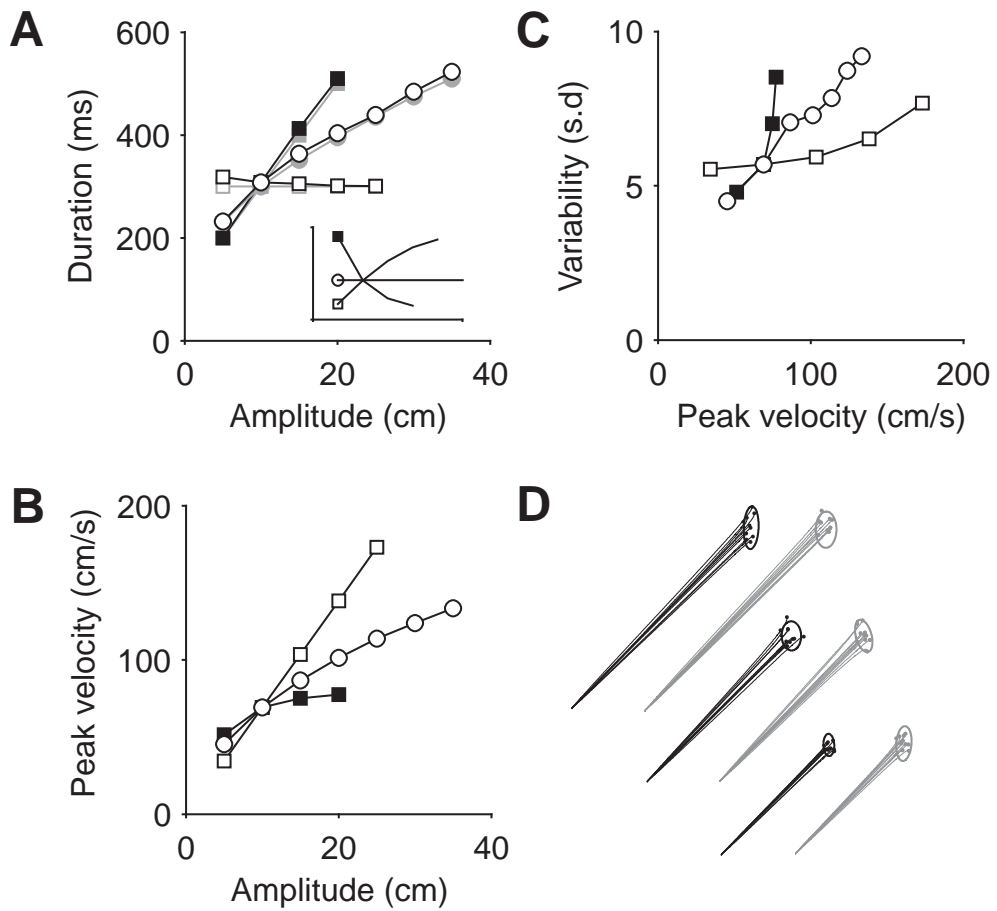 A
600
400
200
0
Duration (ms)
0 20 40
Amplitude (cm)
C
10
5
0
Variability (s.d)
0 100 200
Peak velocity (cm/s)
B
200
100
0
Peak velocity (cm/s)
0 20 40
Amplitude (cm)
D